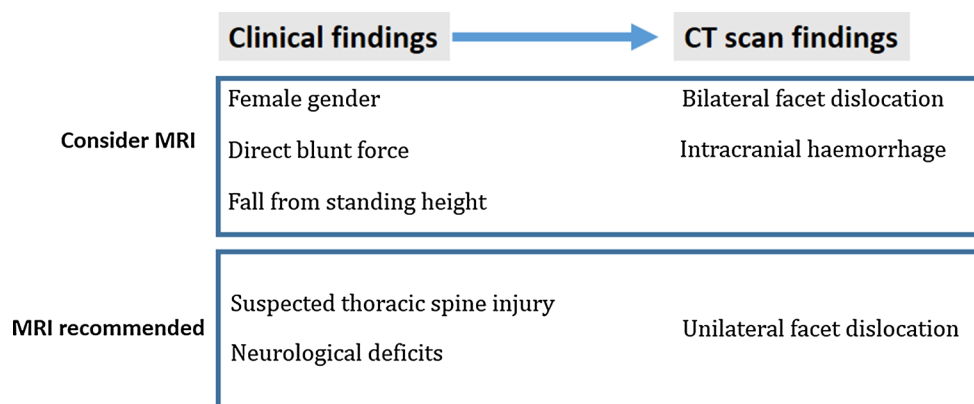 Clinical findings
CT scan findings
Consider MRI
Female gender
Bilateral facet dislocation
Direct blunt force
Intracranial haemorrhage
Fall from standing height
MRI recommended
Suspected thoracic spine injury
Unilateral facet dislocation
Neurological deficits